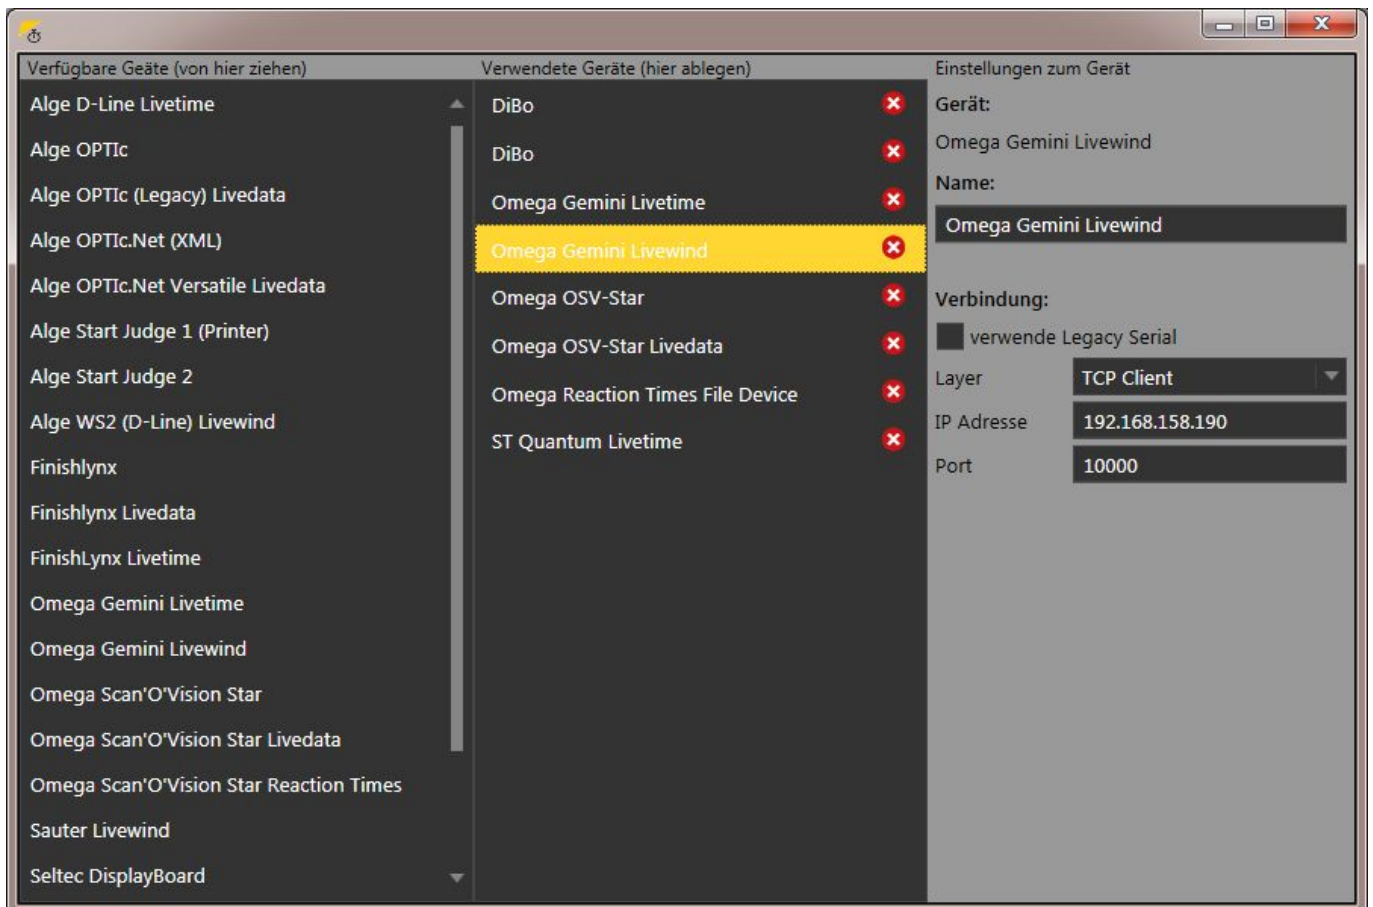 Verfügbare Geäte (von hier ziehen)
Alge D-Line Livetime
Alge OPTIc
Alge OPTIc (Legacy) Livedata
Alge OPTIc.Net (XML)
Alge OPTIc.Net Versatile Livedata
Alge Start Judge 1 (Printer)
Alge Start Judge 2
Alge WS2 (D-Line) Livewind
Finishlynx
Finishlynx Livedata
FinishLynx Livetime
Omega Gemini Livetime
Omega Gemini Livewind
Omega Scan'O'Vision Star
Omega Scan'O'Vision Star Livedata
Omega Scan'O'Vision Star Reaction Times
Sauter Livewind
Seltec DisplayBoard
Verwendete Geräte (hier ablegen)
DiBo
DiBo
Omega Gemini Livetime
Omega Gemini Livewind
Omega OSV-Star
Omega OSV-Star Livedata
Omega Reaction Times File Device
ST Quantum Livetime
Einstellungen zum Gerät
Gerät:
Omega Gemini Livewind
Name:
Omega Gemini Livewind
Verbindung:
verwende Legacy Serial
Layer TCP Client
IP Adresse 192.168.158.190
Port 10000